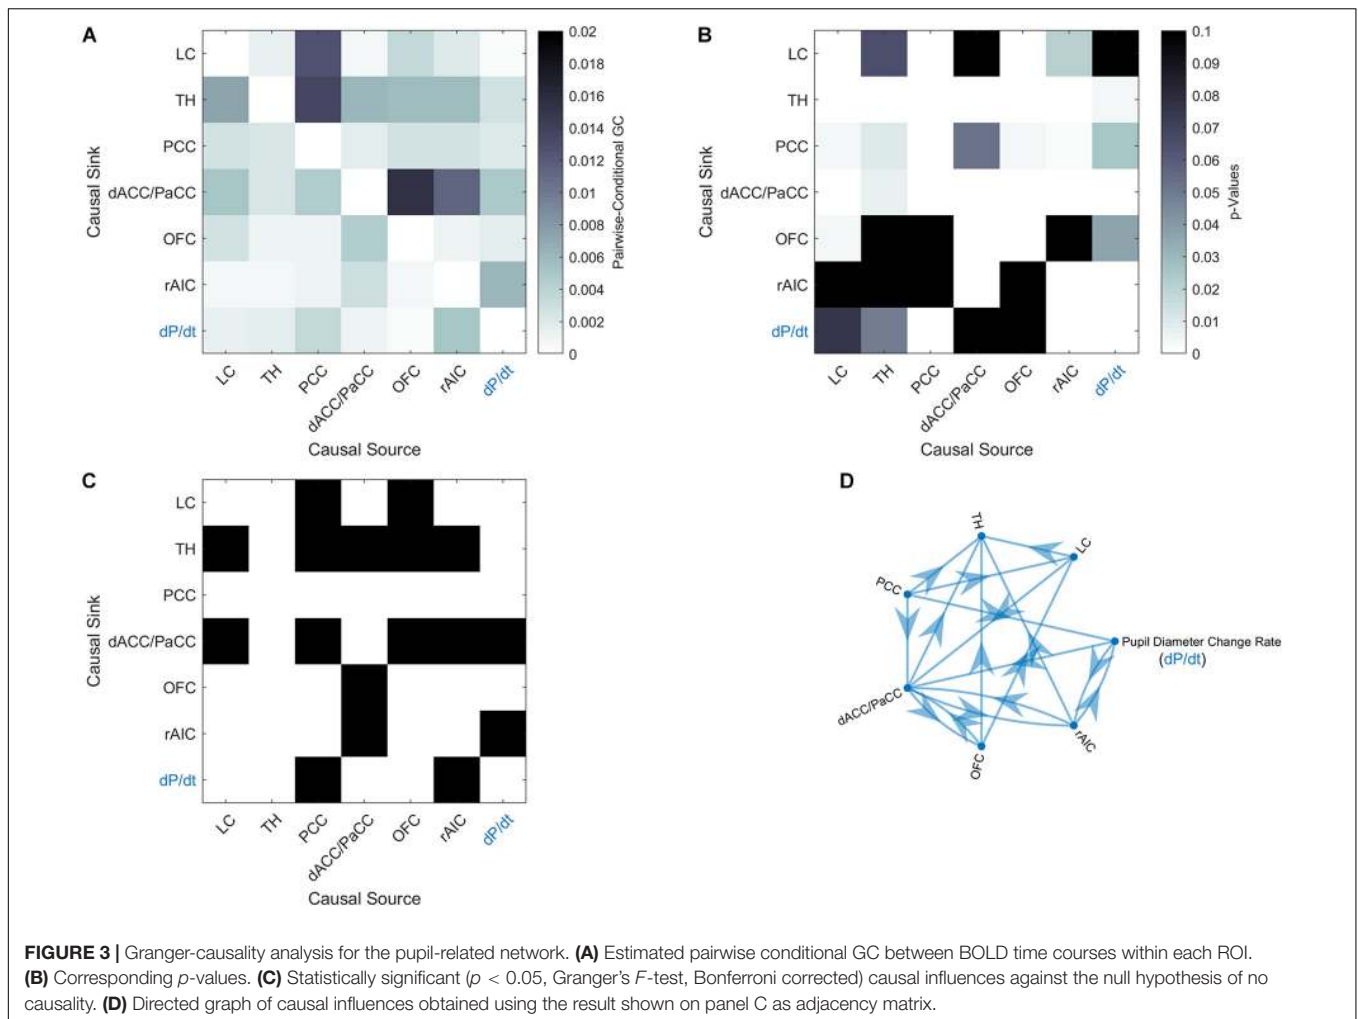 A
LC
TH
PCC
dACC/PaCC
OFC
rAIC
dP/dt
Causal Sink
LC
TH
PCC
dACC/PaCC
OFC
rAIC
dP/dt
Causal Source
0.02
0.018
0.016
0.014
0.012
0.01
0.008
0.006
0.004
0.002
0
Pairwise-Conditional GC
B
LC
TH
PCC
dACC/PaCC
OFC
rAIC
dP/dt
Causal Sink
LC
TH
PCC
dACC/PaCC
OFC
rAIC
dP/dt
Causal Source
0.1
0.09
0.08
0.07
0.06
0.05
0.04
0.03
0.02
0.01
0
p-Values
C
LC
TH
PCC
dACC/PaCC
OFC
rAIC
dP/dt
Causal Sink
LC
TH
PCC
dACC/PaCC
OFC
rAIC
dP/dt
Causal Source
D
TH
LC
PCC
Pupil Diameter Change Rate
(dP/dt)
dACC/PaCC
rAIC
OFC
FIGURE 3 | Granger-causality analysis for the pupil-related network. (A) Estimated pairwise conditional GC between BOLD time courses within each ROI.
(B) Corresponding p-values. (C) Statistically significant (p < 0.05, Granger's F-test, Bonferroni corrected) causal influences against the null hypothesis of no
causality. (D) Directed graph of causal influences obtained using the result shown on panel C as adjacency matrix.